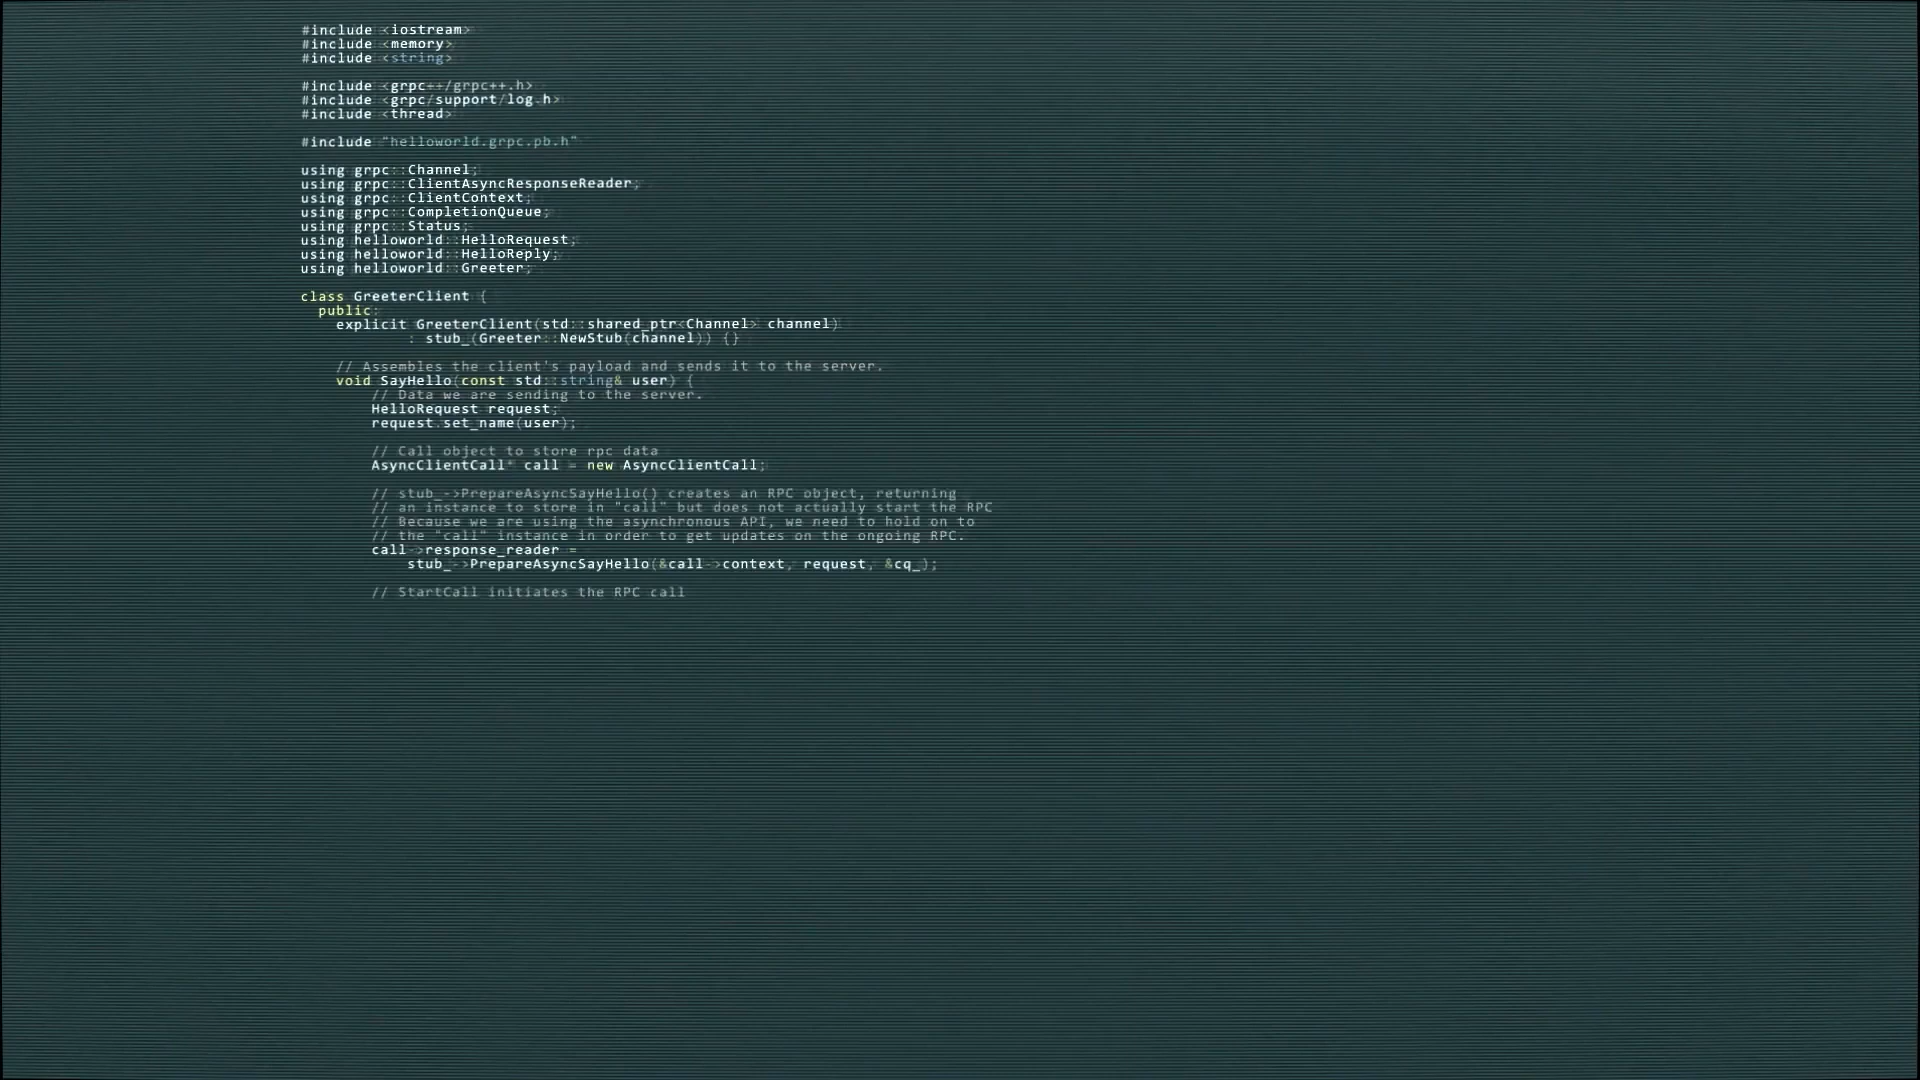 #include <iostream>
#include <memory>
#include <string>
#include <grpc++/grpc++.h>
#include <grpc/support/log.h>
#include <thread>
#include "helloworld.grpc.pb.h"
using grpc::Channel;
using grpc::ClientAsyncResponseReader;
using grpc::ClientContext;
using grpc::CompletionQueue;
using grpc::Status;
using helloworld::HelloRequest;
using helloworld::HelloReply;
using helloworld::Greeter;
class GreeterClient {
public:
explicit GreeterClient(std::shared_ptr<Channel> channel)
: stub_(Greeter::NewStub(channel)) {}
// Assembles the client's payload and sends it to the server.
void SayHello(const std::string& user) {
// Data we are sending to the server.
HelloRequest request;
request.set_name(user);
// Call object to store rpc data
AsyncClientCall* call = new AsyncClientCall;
// stub_->PrepareAsyncSayHello() creates an RPC object, returning
// an instance to store in "call" but does not actually start the RPC
// Because we are using the asynchronous API, we need to hold on to
// the "call" instance in order to get updates on the ongoing RPC.
call->response_reader =
stub_->PrepareAsyncSayHello(&call->context, request, &cq_);
// StartCall initiates the RPC call